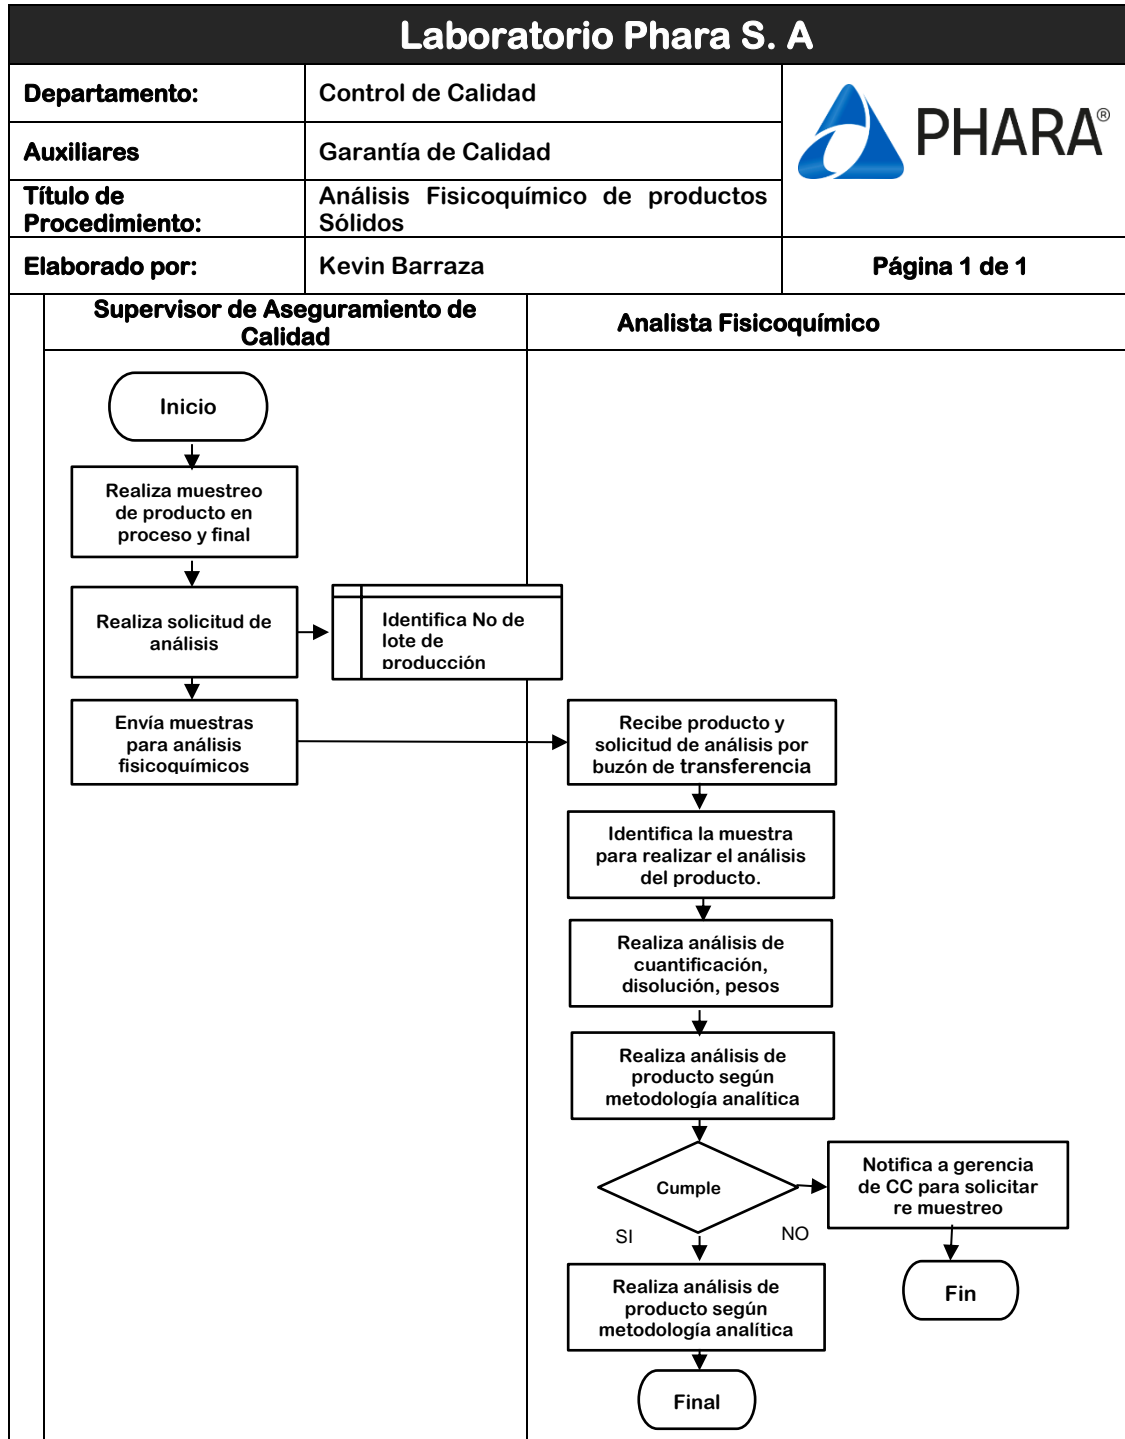 Laboratorio Phara S. A
Departamento:
Control de Calidad
PHARA®
Auxiliares
Garantía de Calidad
Título de
Procedimiento:
Análisis Fisicoquímico de productos
Sólidos
Elaborado por:
Kevin Barraza
Página 1 de 1
Supervisor de Aseguramiento de
Calidad
Analista Fisicoquímico
Inicio
Realiza muestreo
de producto en
proceso y final
Realiza solicitud de
análisis
Identifica No de
lote de
producción
Envía muestras
para análisis
fisicoquímicos
Recibe producto y
solicitud de análisis por
buzón de transferencia
Identifica la muestra
para realizar el análisis
del producto.
Realiza análisis de
cuantificación,
disolución, pesos
Realiza análisis de
producto según
metodología analítica
Cumple
Notifica a gerencia
de CC para solicitar
re muestreo
SI
NO
Fin
Realiza análisis de
producto según
metodología analítica
Final